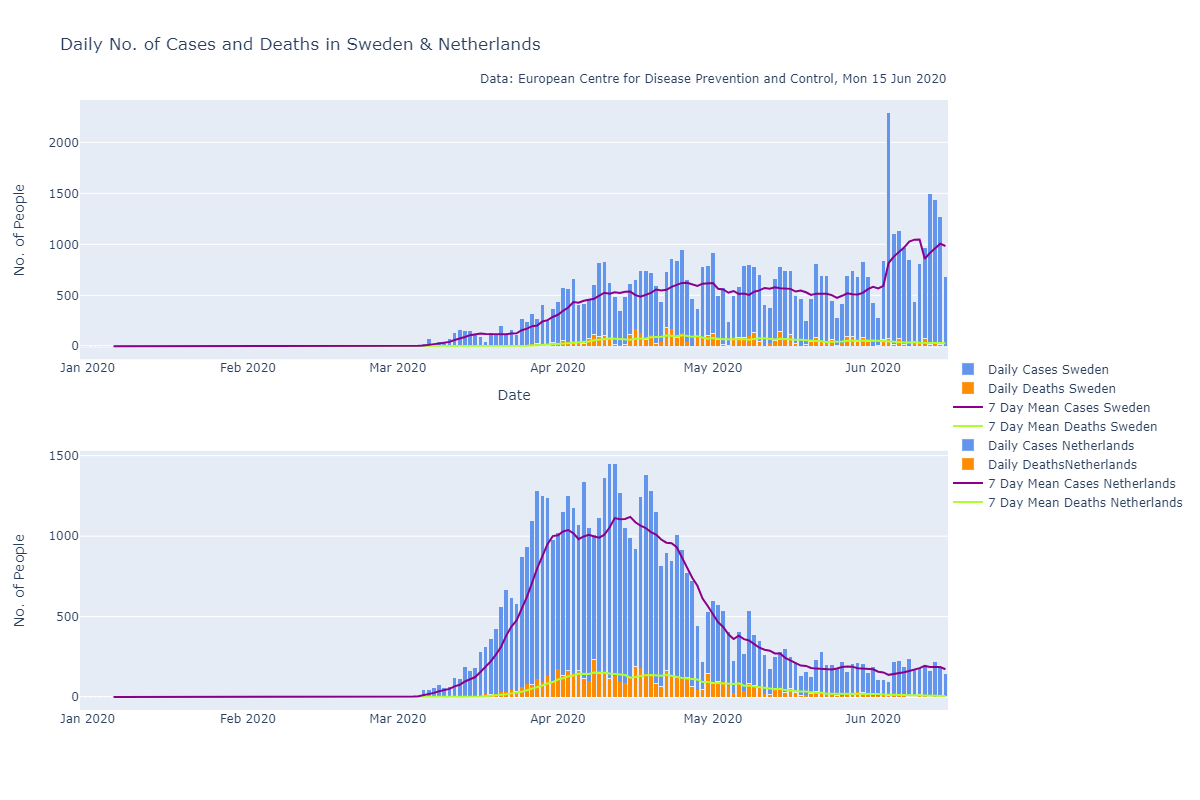 Daily No. of Cases and Deaths in Sweden & Netherlands
Data: European Centre for Disease Prevention and Control, Mon 15 Jun 2020
No. of People
2000
1500
1000
500
0
Jan 2020 Feb 2020 Mar 2020 Apr 2020 May 2020 Jun 2020
Date
Daily Cases Sweden
Daily Deaths Sweden
7 Day Mean Cases Sweden
7 Day Mean Deaths Sweden
Daily Cases Netherlands
Daily DeathsNetherlands
7 Day Mean Cases Netherlands
7 Day Mean Deaths Netherlands
No. of People
1500
1000
500
0
Jan 2020 Feb 2020 Mar 2020 Apr 2020 May 2020 Jun 2020